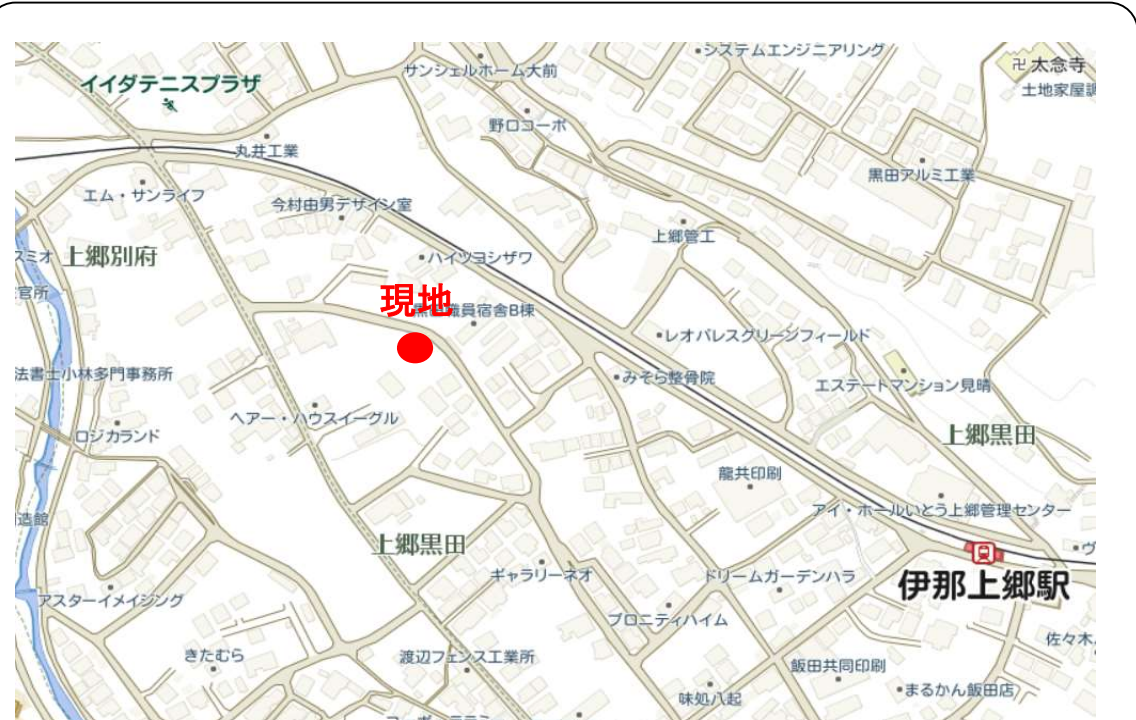 システムエンジニアリング
卍 太念寺
サンシェルホーム大前
イイダテニスプラザ
野口コーポ
丸井工業
黒田アルミ工業
エム・サンライフ
今村由男デザイン室
上郷管工
スミオ
上郷別府
ハイツヨシザワ
官所
現地
職員宿舎B棟
レオパレスグリーンフィールド
法書士小林多門事務所
みそら整骨院
エステートマンション見晴
ヘアー・ハウスイーグル
ロジカランド
上郷黒田
龍共印刷
アイ・ホールいとう上郷管理センター
造館
上郷黒田
ヴ
ギャラリーネオ
ドリームガーデンハラ
伊那上郷駅
アスターイメイジング
プロニティハイム
佐々木
きたむら
渡辺フェンス工業所
飯田共同印刷
味処八起
まるかん飯田店